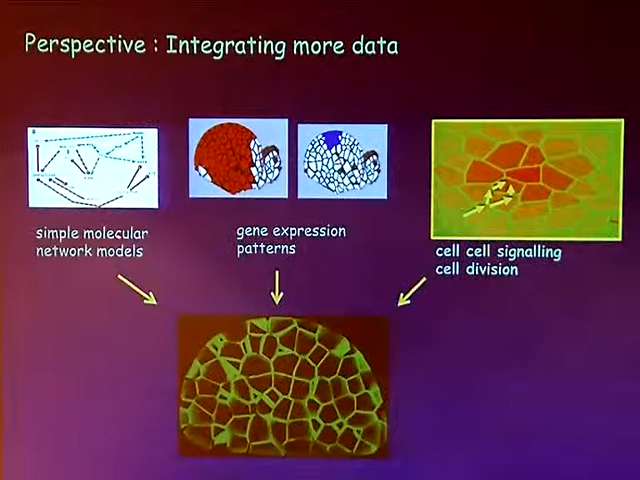 Perspective : Integrating more data
simple molecular
network models
gene expression
patterns
cell cell signalling
cell division